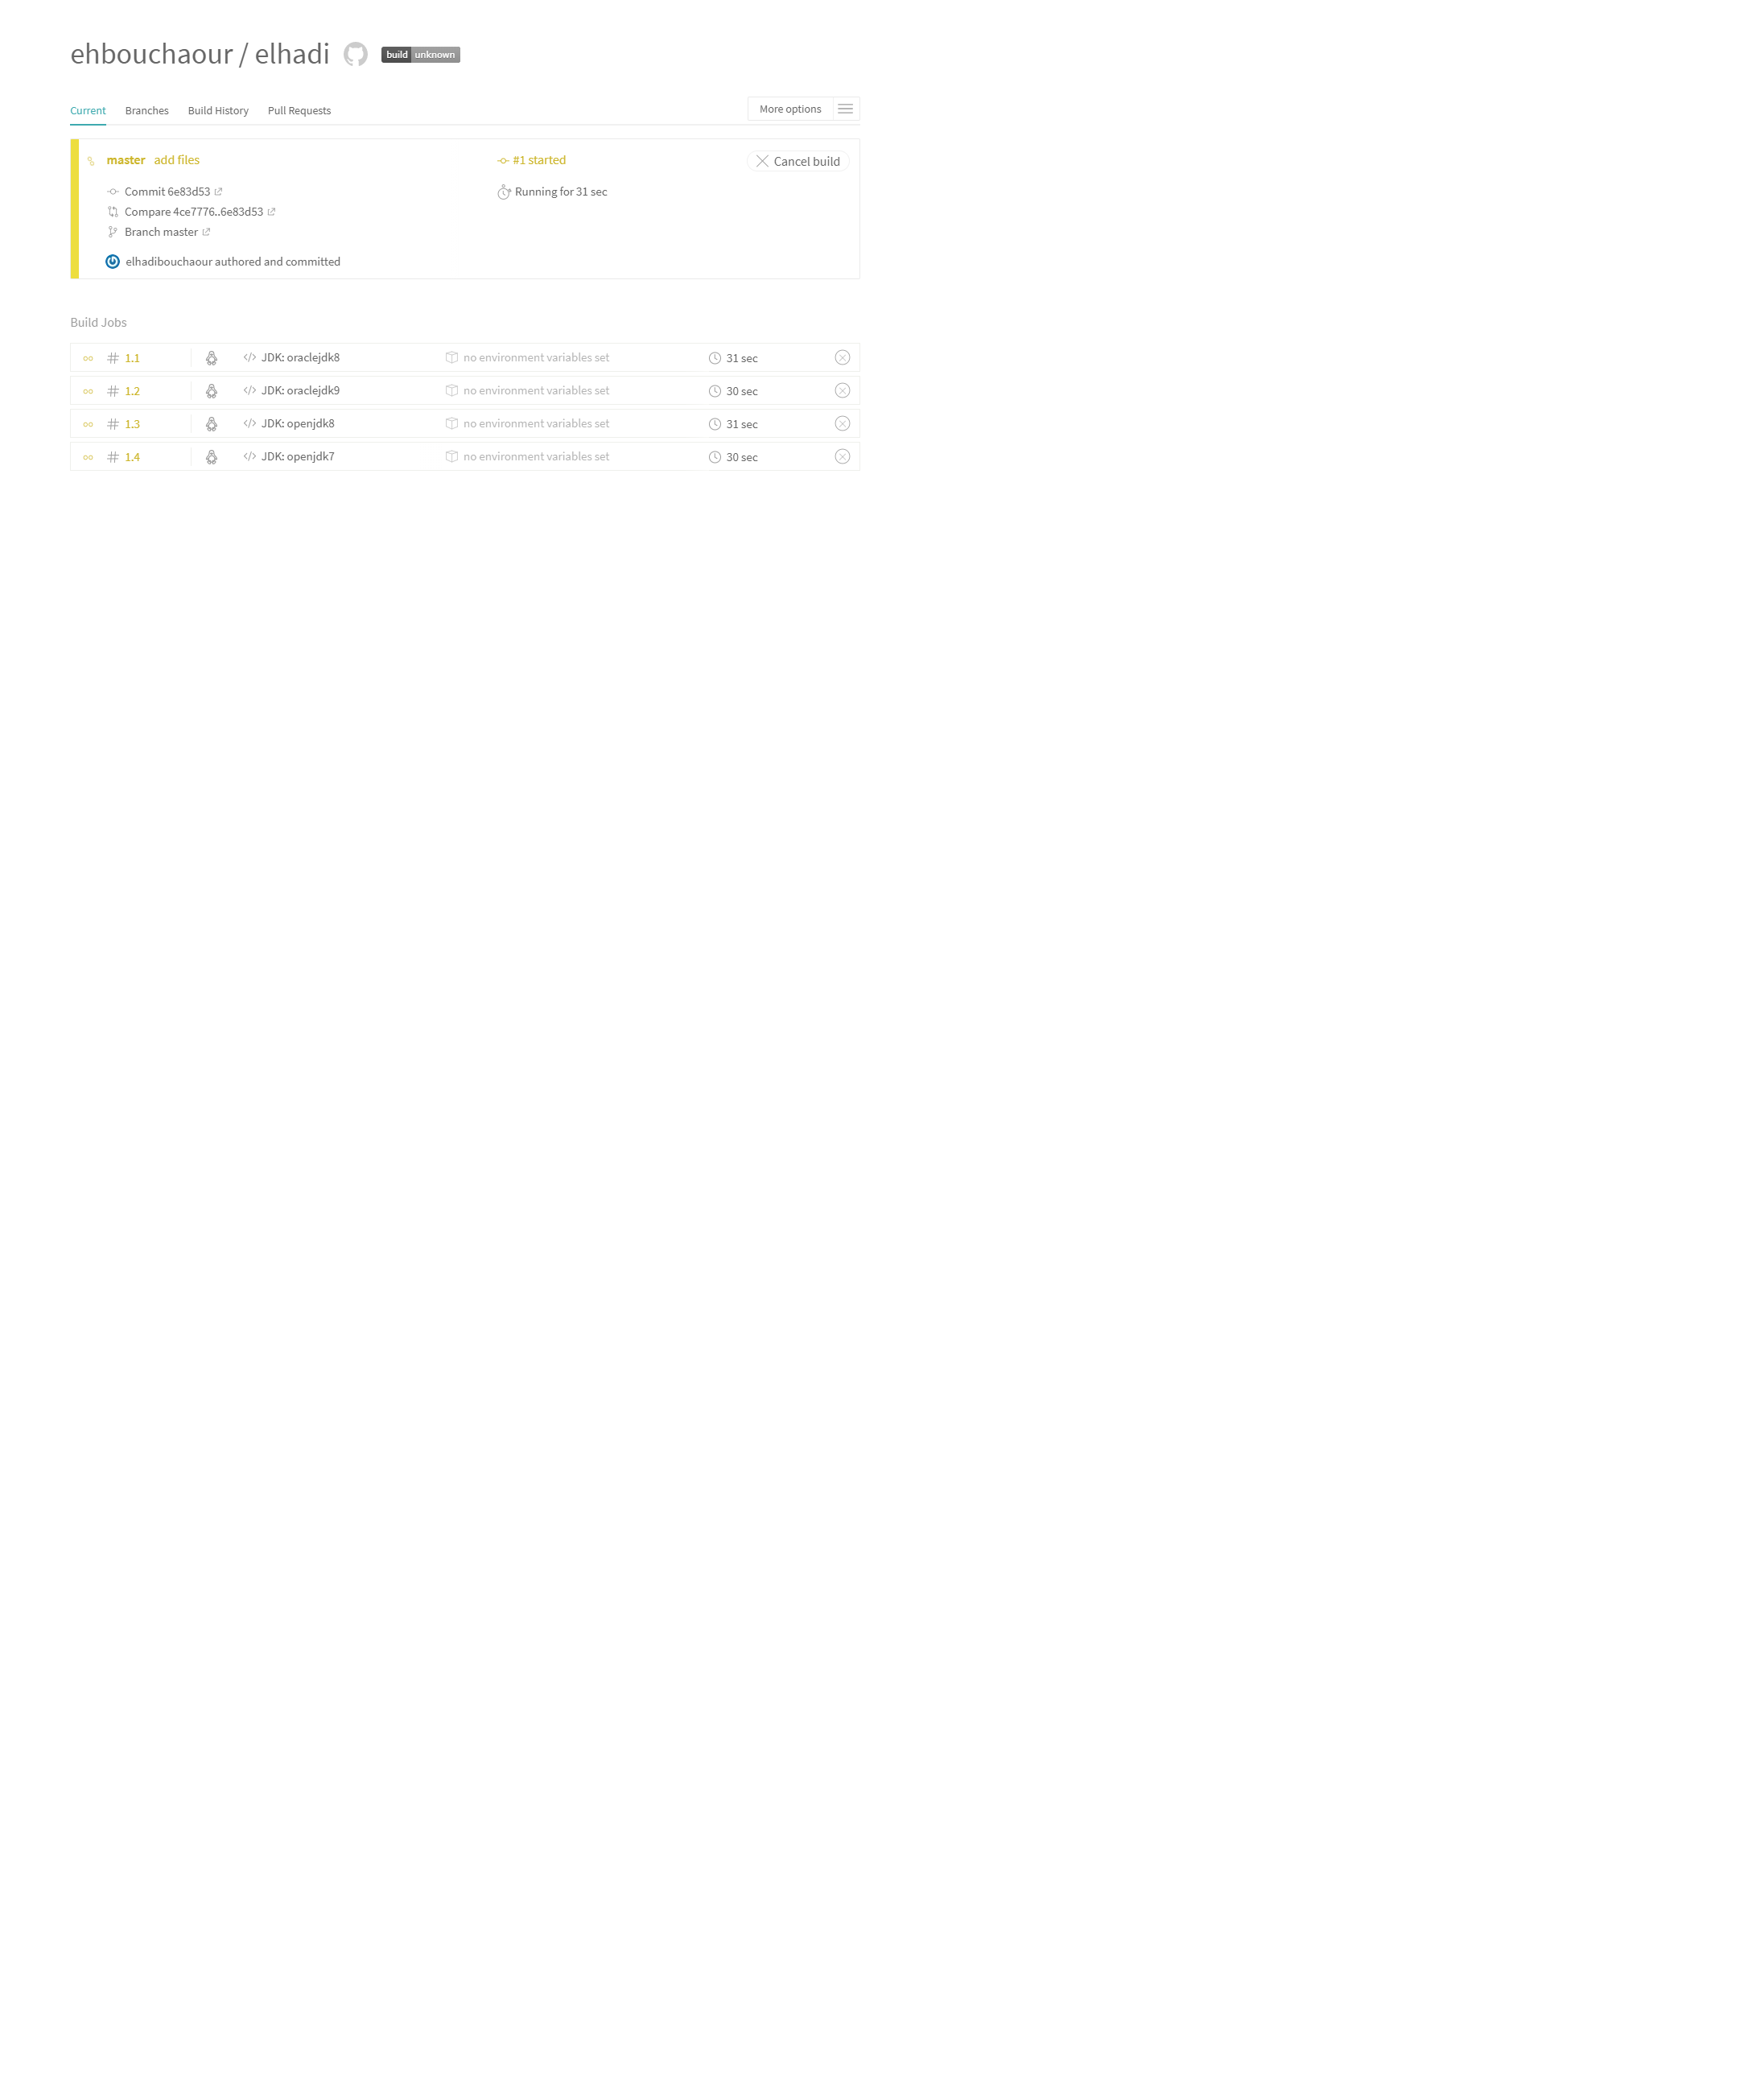 ehbouchaour / elhadi build unknown
Current Branches Build History Pull Requests More options
master add files #1 started Cancel build
Commit 6e83d53 Running for 31 sec
Compare 4ce7776..6e83d53
Branch master
elhadibouchaour authored and committed
Build Jobs
# 1.1 </> JDK: oraclejdk8 no environment variables set 31 sec
# 1.2 </> JDK: oraclejdk9 no environment variables set 30 sec
# 1.3 </> JDK: openjdk8 no environment variables set 31 sec
# 1.4 </> JDK: openjdk7 no environment variables set 30 sec